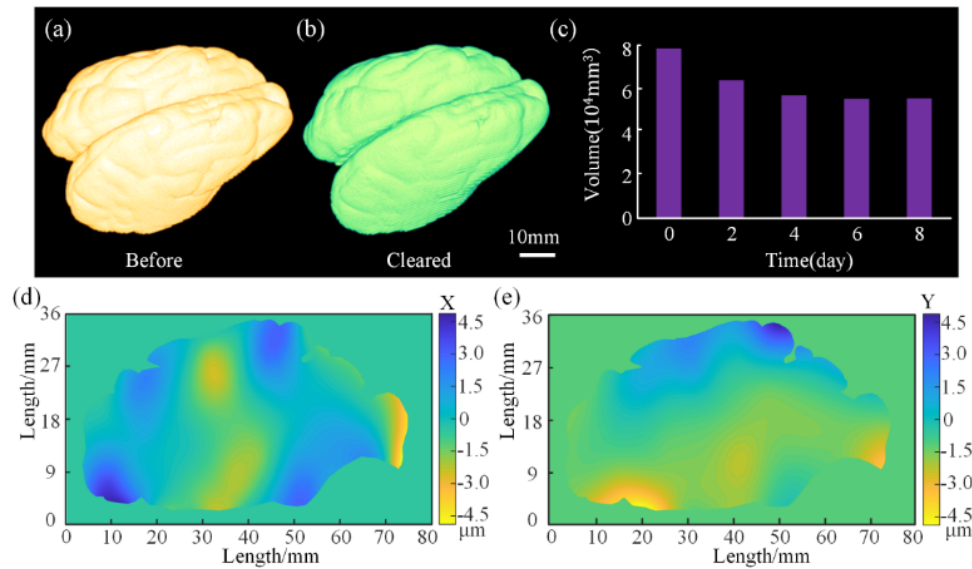 (a)
(b)
(c)
Before
Cleared
10mm
Volume(10⁴mm³)
8
6
4
2
0
0 2 4 6 8
Time(day)
(d)
X
Length/mm
36
27
18
9
0
0 10 20 30 40 50 60 70 80
Length/mm
4.5
3.0
1.5
0
-1.5
-3.0
-4.5
μm
(e)
Y
Length/mm
36
27
18
9
0
0 10 20 30 40 50 60 70 80
Length/mm
4.5
3.0
1.5
0
-1.5
-3.0
-4.5
μm